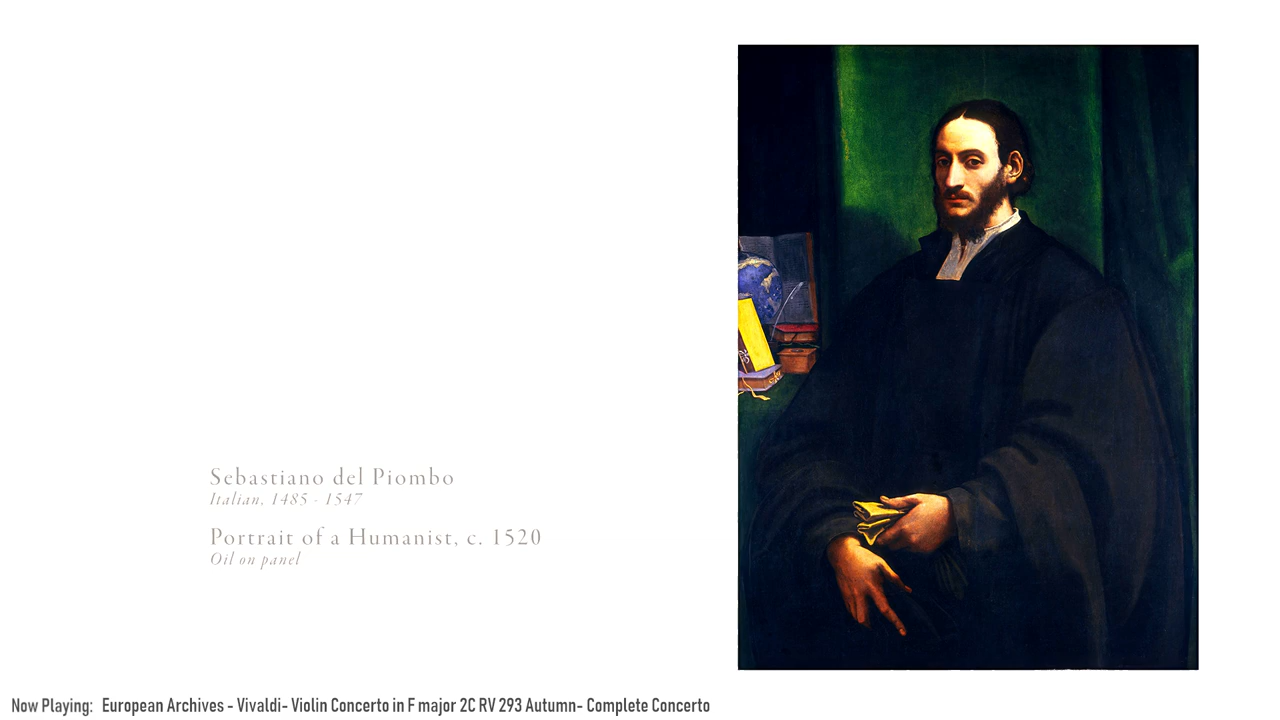 Sebastiano del Piombo
Italian, 1485 - 1547
Portrait of a Humanist, c. 1520
Oil on panel
Now Playing: European Archives - Vivaldi- Violin Concerto in F major 2C RV 293 Autumn- Complete Concerto